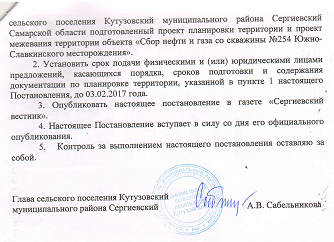 сельского поселения Кутузовский муниципального района Сергиевский
Самарской области подготовленный проект планировки территории и проект
межевания территории объекта «Сбор нефти и газа со скважины №254 Южно-
Славкинского месторождения».
2. Установить срок подачи физическими и (или) юридическими лицами
предложений, касающихся порядка, сроков подготовки и содержания
документации по планировке территории, указанной в пункте 1 настоящего
Постановления, до 03.02.2017 года.
3. Опубликовать настоящее постановление в газете «Сергиевский
вестник».
4. Настоящее Постановление вступает в силу со дня его официального
опубликования.
5. Контроль за выполнением настоящего постановления оставляю за
собой.
Глава сельского поселения Кутузовский
муниципального района Сергиевский А.В. Сабельникова